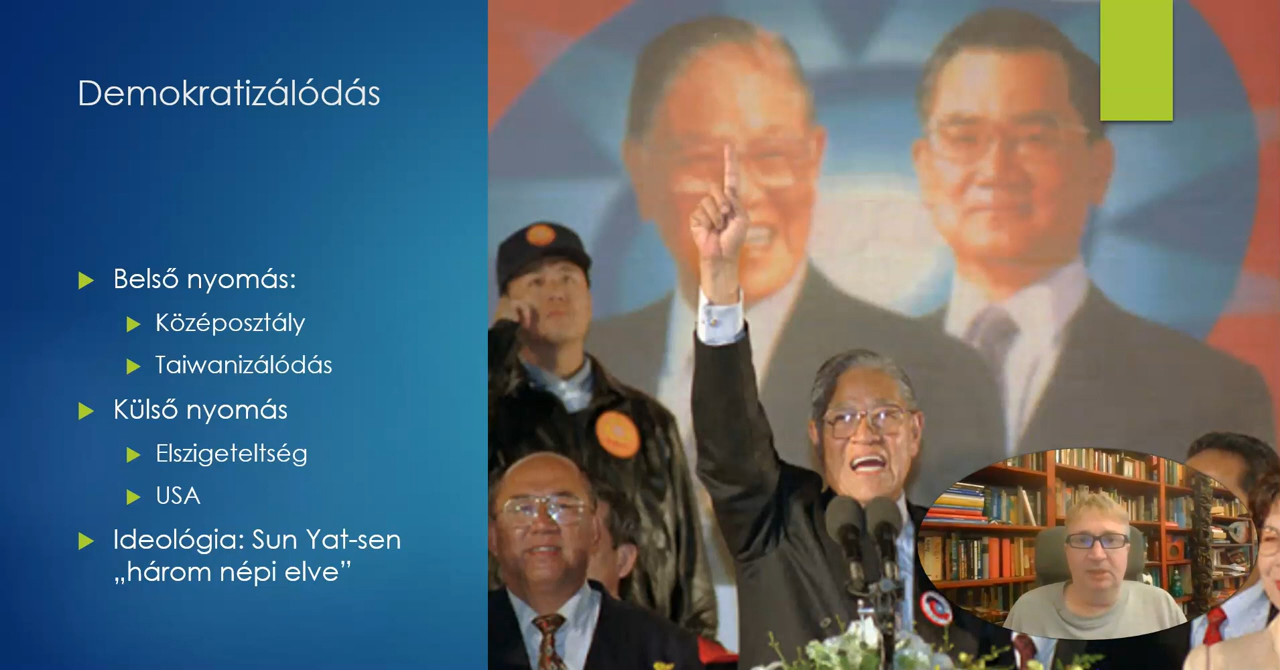 Demokratizálódás
Belső nyomás:
Középosztály
Taiwanizálódás
Külső nyomás
Elszigeteltség
USA
Ideológia: Sun Yat-sen
„három népi elve”